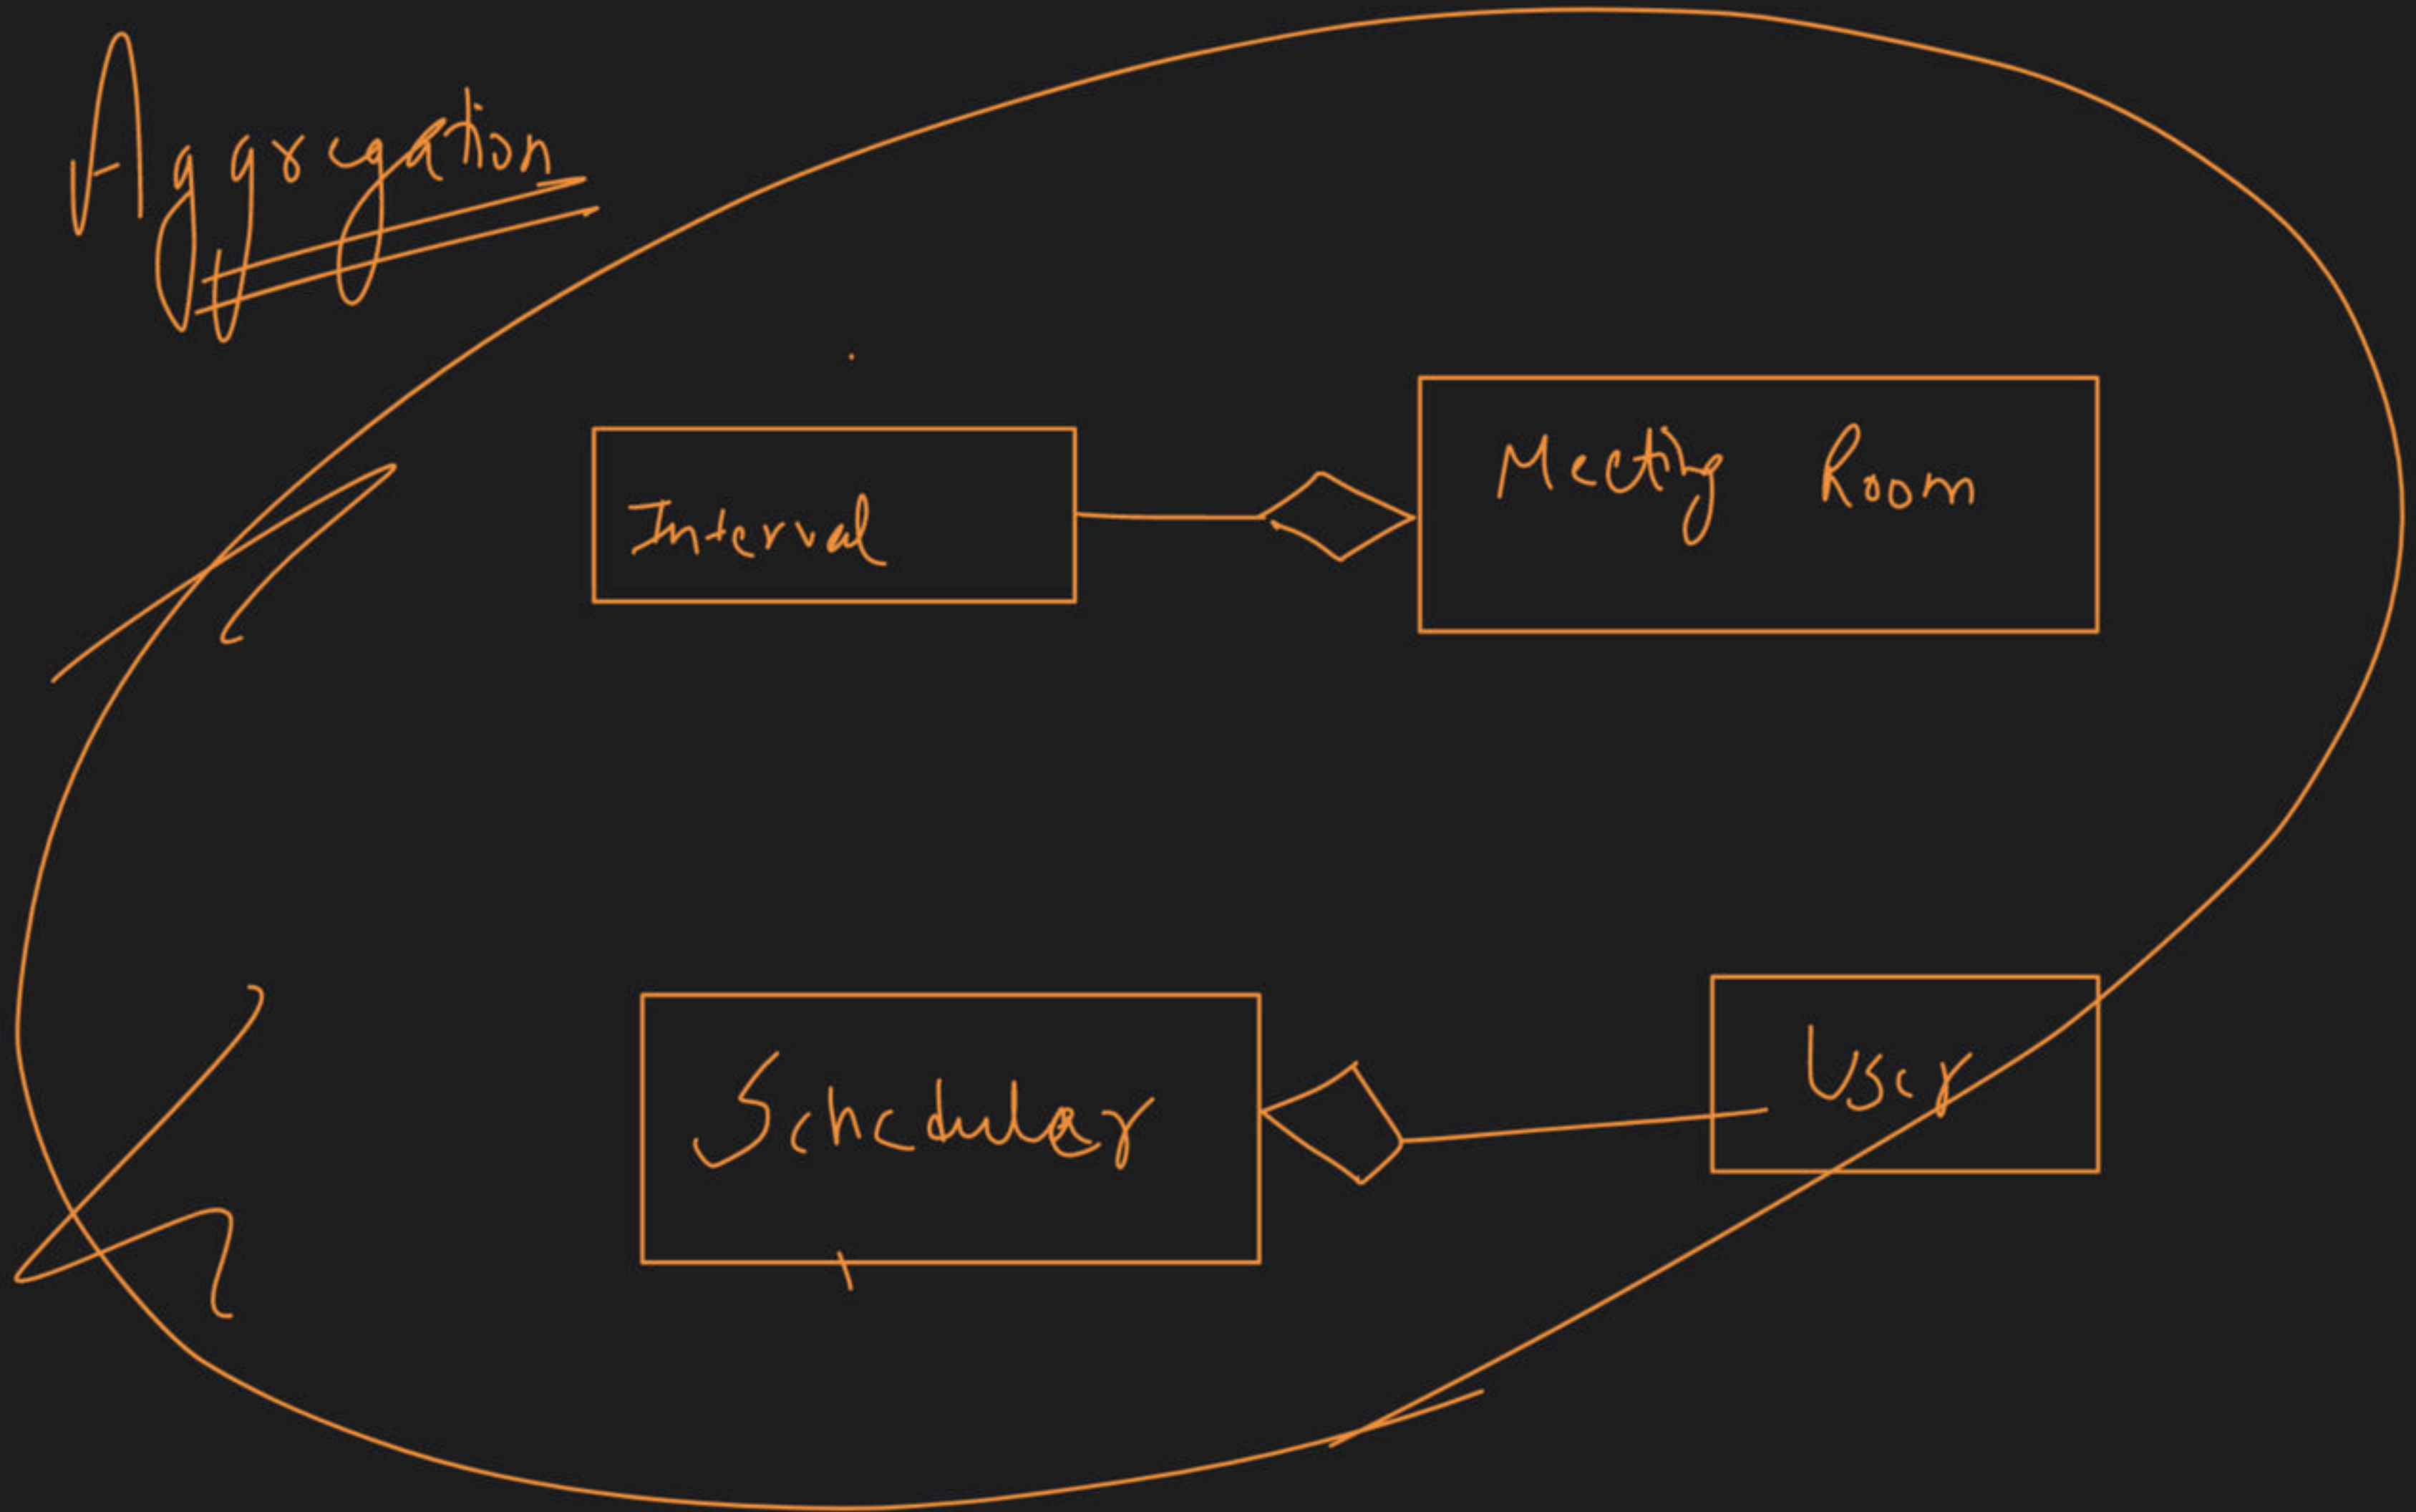 Aggregation
Interval
Meeting Room
Scheduler
User